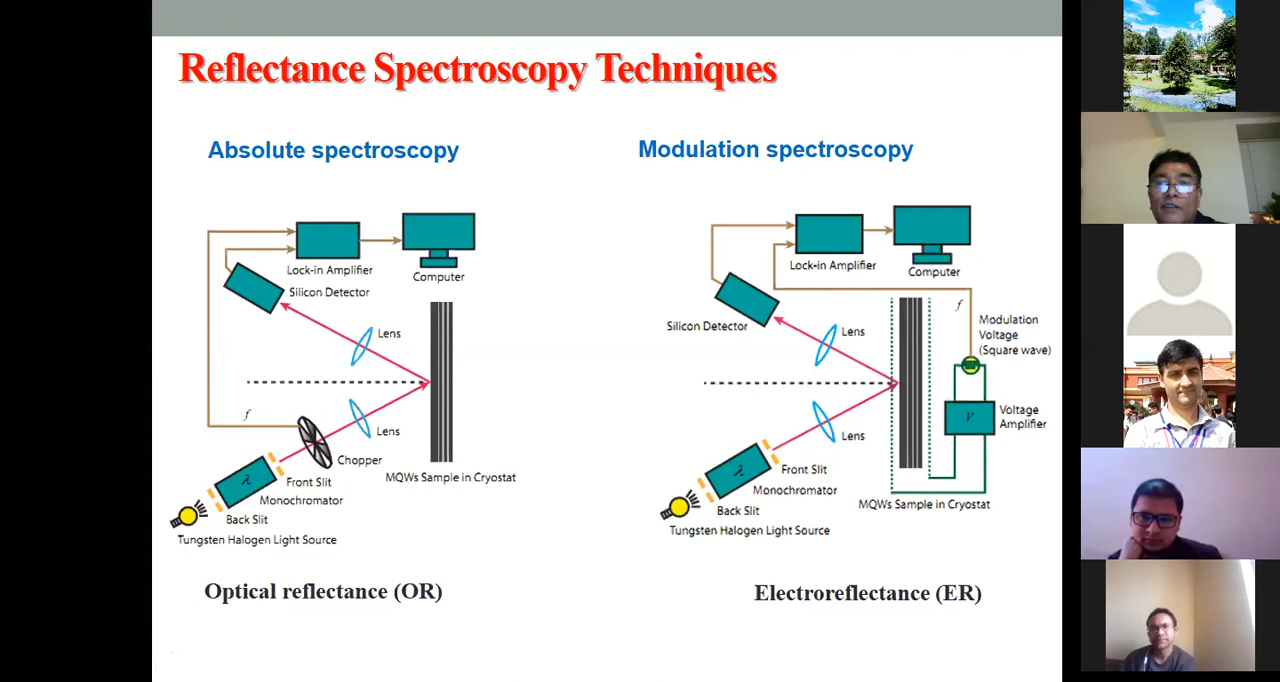 Reflectance Spectroscopy Techniques
Absolute spectroscopy
Lock-in Amplifier
Computer
Silicon Detector
Lens
f
Lens
Chopper
Front Slit
λ
Monochromator
Back Slit
MQWs Sample in Cryostat
Tungsten Halogen Light Source
Optical reflectance (OR)
Modulation spectroscopy
Lock-in Amplifier
Computer
Silicon Detector
Lens
f
Modulation
Voltage
(Square wave)
V
Voltage
Amplifier
Lens
Front Slit
λ
Monochromator
Back Slit
MQWs Sample in Cryostat
Tungsten Halogen Light Source
Electroreflectance (ER)